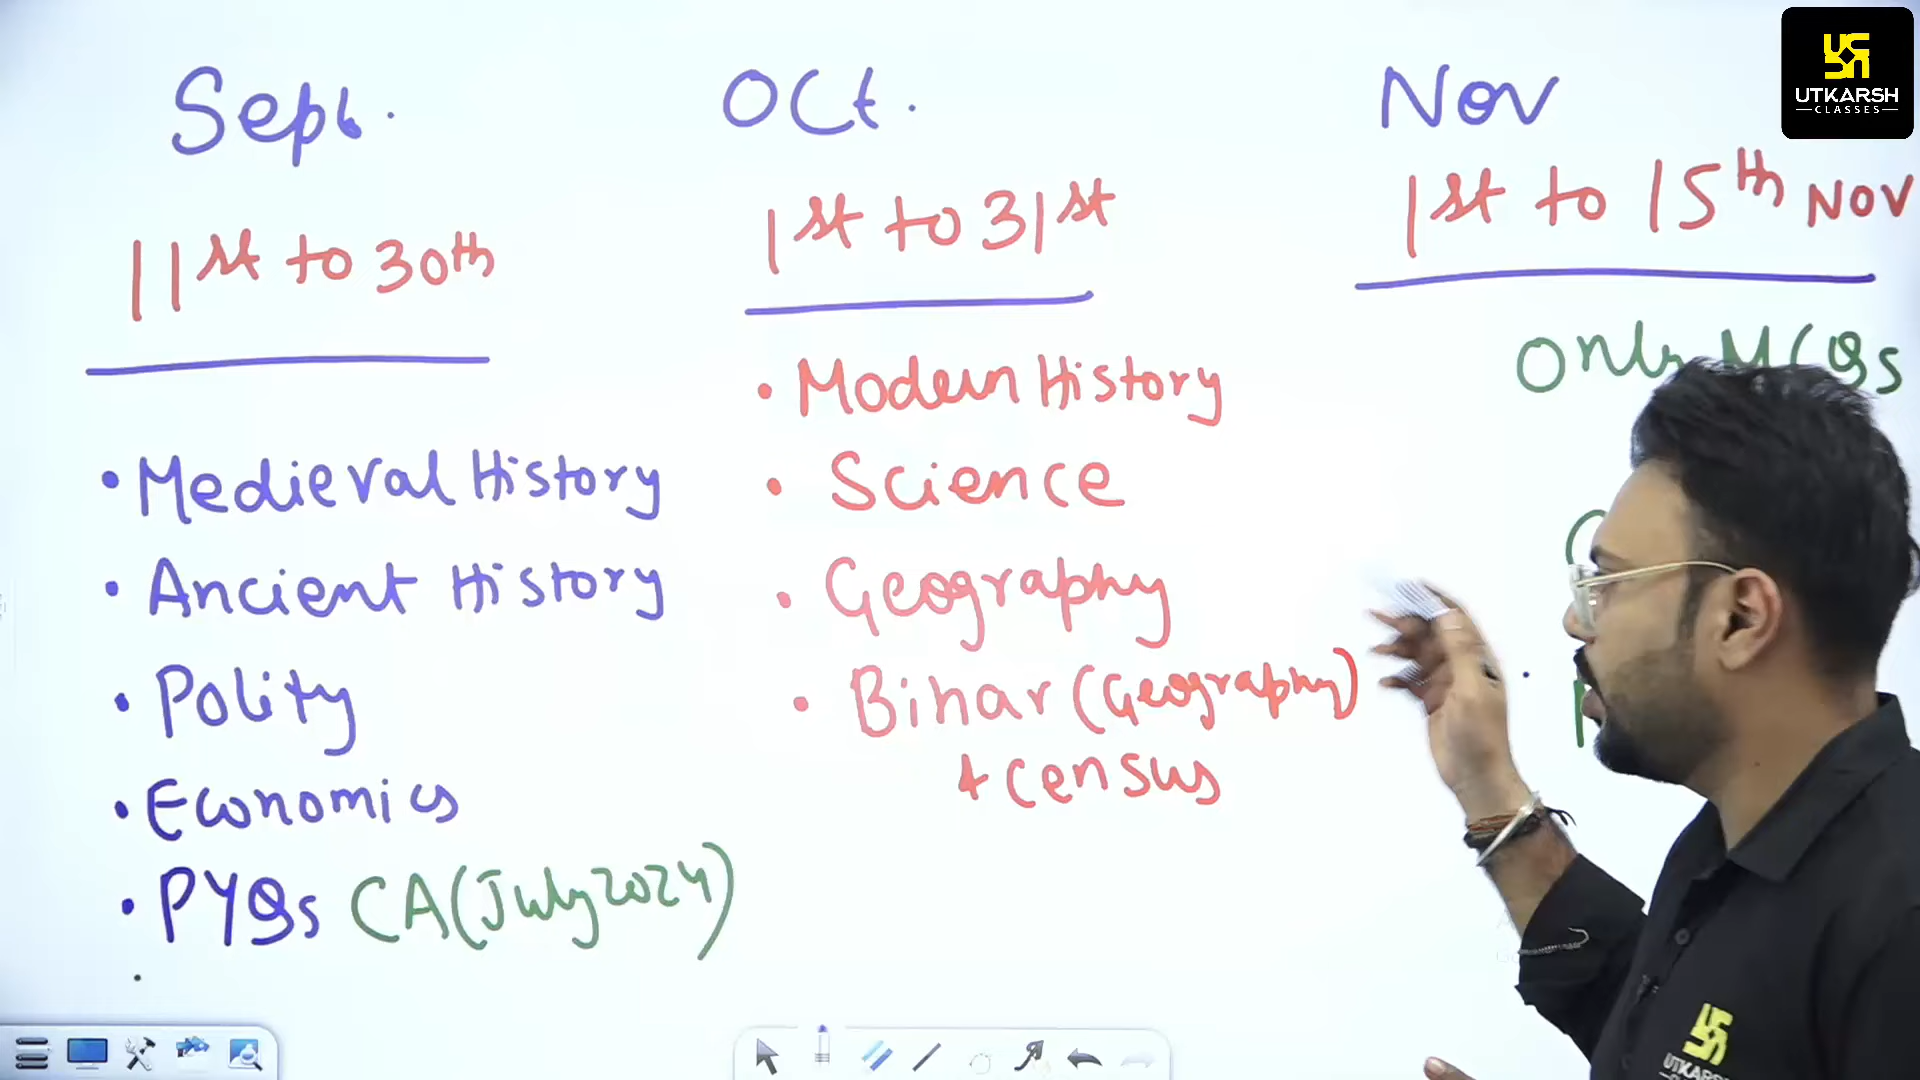 Sept.
11st to 30th
• Medieval History
• Ancient History
• Polity
• Economics
• PYQs CA (July 2024)
Oct.
1st to 31st
• Modern History
• Science
• Geography
• Bihar (Geography)
+ Census
Nov
1st to 15th Nov
Only MCQs
UTKARSH
CLASSES
UTKARSH